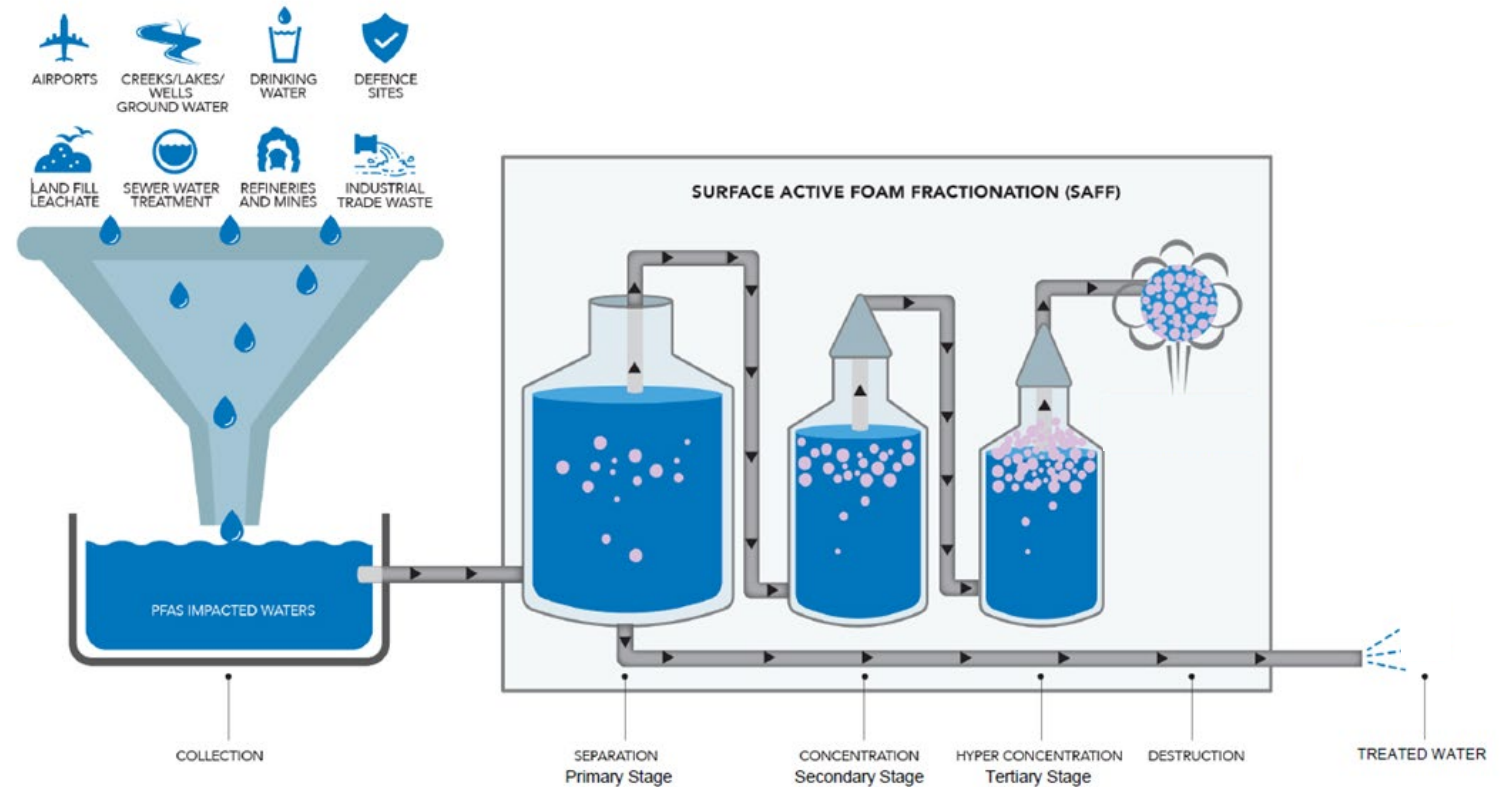 AIRPORTS
CREEKS/LAKES/
WELLS
GROUND WATER
DRINKING
WATER
DEFENCE
SITES
LAND FILL
LEACHATE
SEWER WATER
TREATMENT
REFINERIES
AND MINES
INDUSTRIAL
TRADE WASTE
SURFACE ACTIVE FOAM FRACTIONATION (SAFF)
PFAS IMPACTED WATERS
COLLECTION
SEPARATION
Primary Stage
CONCENTRATION
Secondary Stage
HYPER CONCENTRATION
Tertiary Stage
DESTRUCTION
TREATED WATER